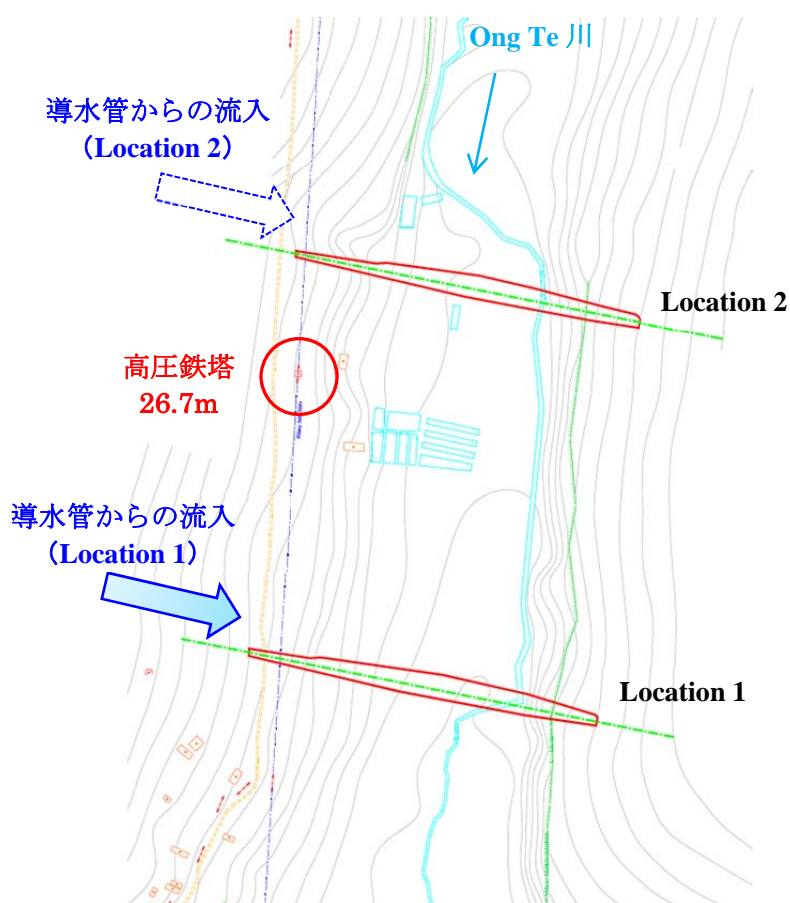 Ong Te 川
導水管からの流入
（Location 2）
Location 2
高圧鉄塔
26.7m
導水管からの流入
（Location 1）
Location 1